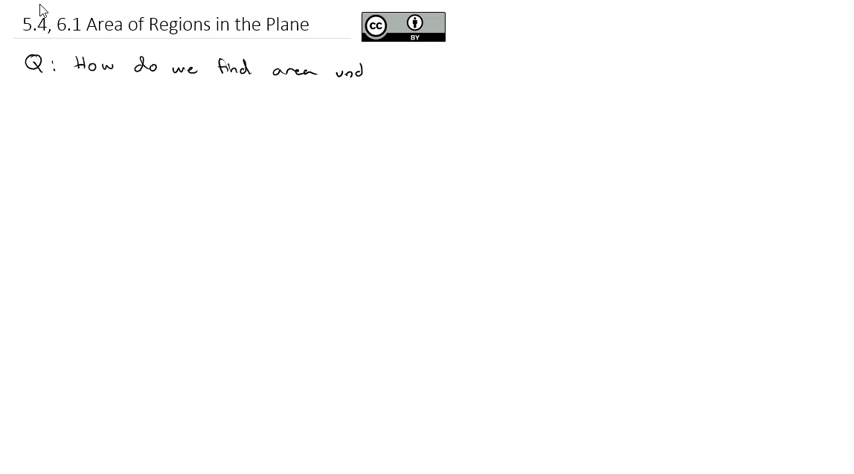 5.4, 6.1 Area of Regions in the Plane
cc BY
Q: How do we find area und